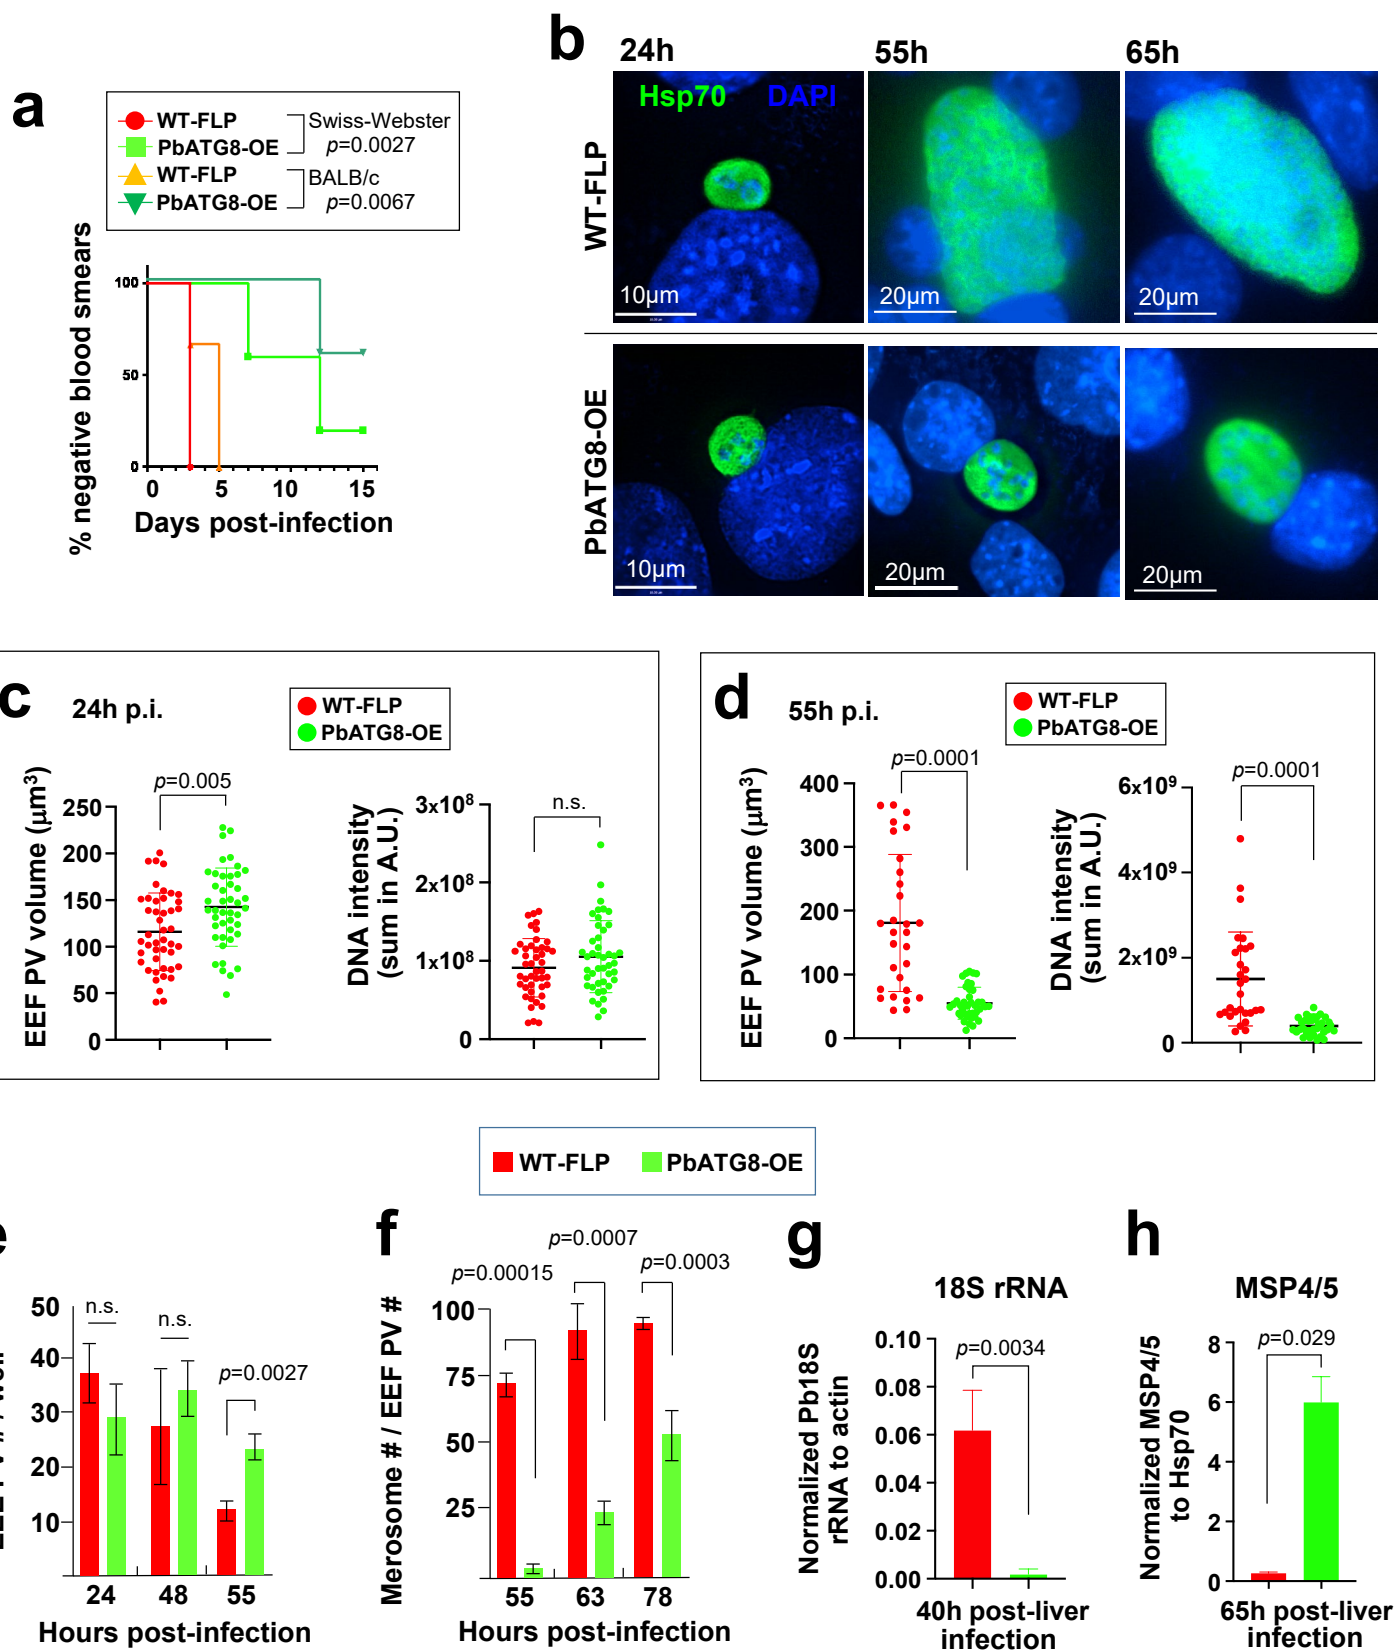 a
WT-FLP
PbATG8-OE
Swiss-Webster
p=0.0027
WT-FLP
PbATG8-OE
BALB/c
p=0.0067
% negative blood smears
100
50
0
0 5 10 15
Days post-infection
b
24h 55h 65h
Hsp70 DAPI
WT-FLP
10µm 20µm 20µm
PbATG8-OE
10µm 20µm 20µm
c
24h p.i.
WT-FLP
PbATG8-OE
EEF PV volume (µm³)
p=0.005
250
200
150
100
50
0
DNA intensity
(sum in A.U.)
n.s.
3x10⁸
2x10⁸
1x10⁸
0
d
55h p.i.
WT-FLP
PbATG8-OE
EEF PV volume (µm³)
p=0.0001
400
300
200
100
0
DNA intensity
(sum in A.U.)
p=0.0001
6x10⁹
4x10⁹
2x10⁹
0
WT-FLP PbATG8-OE
e
50
40
30
20
10
n.s. n.s. p=0.0027
24 48 55
Hours post-infection
f
Merosome # / EEF PV #
p=0.00015
p=0.0007
p=0.0003
100
75
50
25
55 63 78
Hours post-infection
g
18S rRNA
Normalized Pb18S
rRNA to actin
p=0.0034
0.10
0.08
0.06
0.04
0.02
0.00
40h post-liver
infection
h
MSP4/5
Normalized MSP4/5
to Hsp70
p=0.029
8
6
4
2
0
65h post-liver
infection